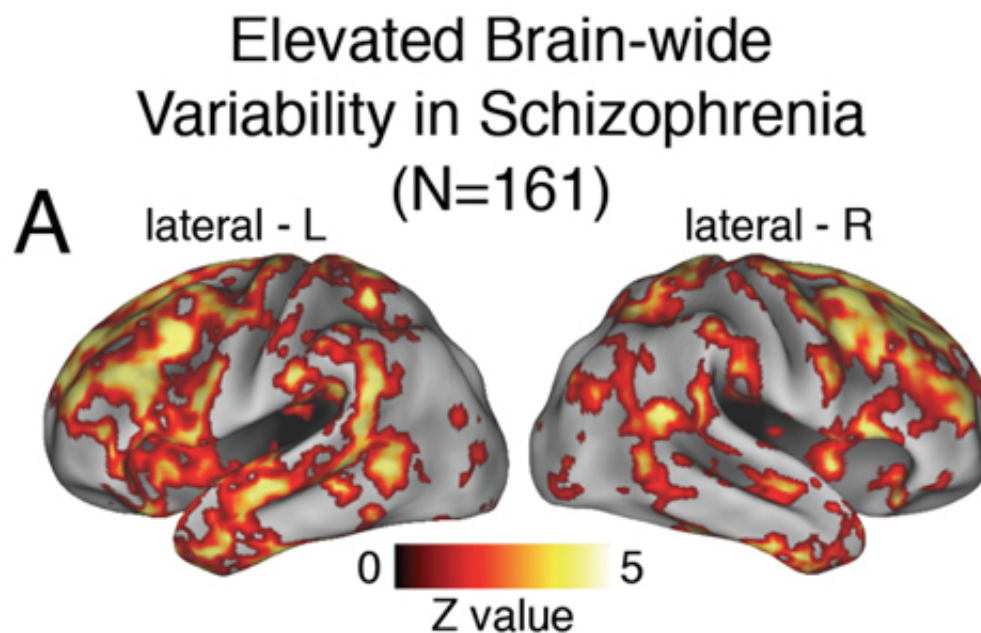 Elevated Brain-wide
Variability in Schizophrenia
(N=161)
A
lateral - L
lateral - R
0
5
Z value